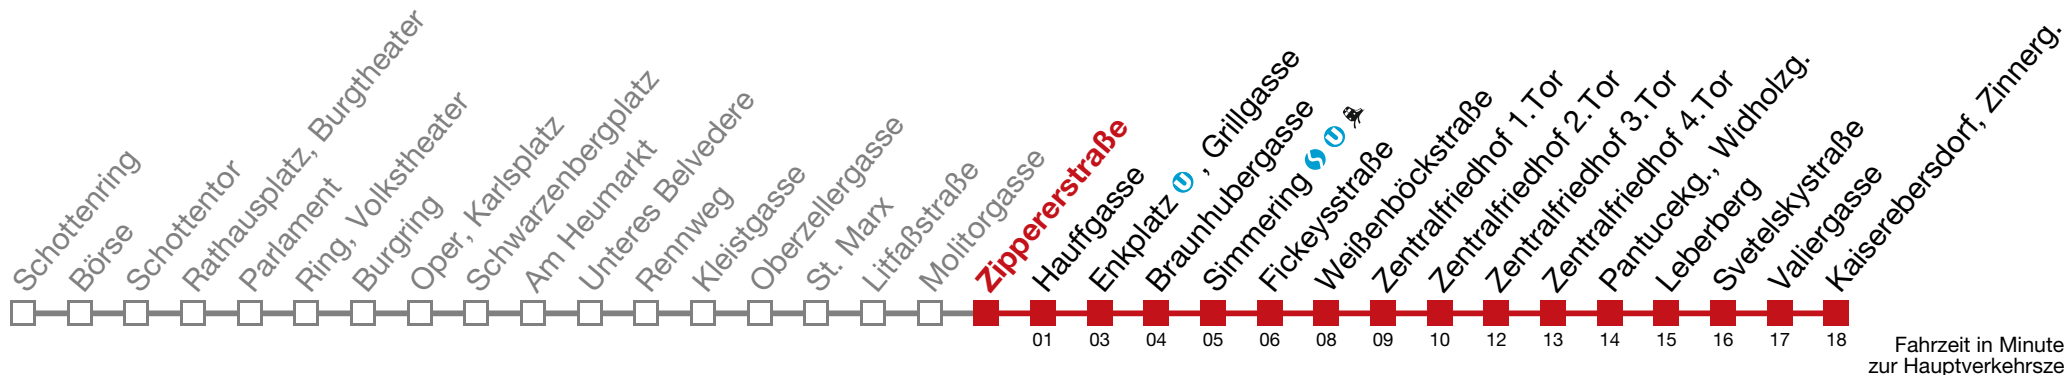 Schottenring
Börse
Schottentor
Rathausplatz, Burgtheater
Parlament
Ring, Volkstheater
Burgring
Oper, Karlsplatz
Schwarzenbergplatz
Am Heumarkt
Unteres Belvedere
Rennweg
Kleistgasse
Oberzellergasse
St. Marx
Litfaßstraße
Molitorgasse
Zippererstraße
Hauffgasse
Enkplatz U, Grillgasse
Braunhubergasse
Simmering S U
Fickeysstraße
Weißenböckstraße
Zentralfriedhof 1.Tor
Zentralfriedhof 2.Tor
Zentralfriedhof 3.Tor
Zentralfriedhof 4.Tor
Pantucekg., Widholzg.
Leberberg
Svetelskystraße
Valiergasse
Kaiserebersdorf, Zinnerg.
01 03 04 05 06 08 09 10 12 13 14 15 16 17 18
Fahrzeit in Minute
zur Hauptverkehrsze